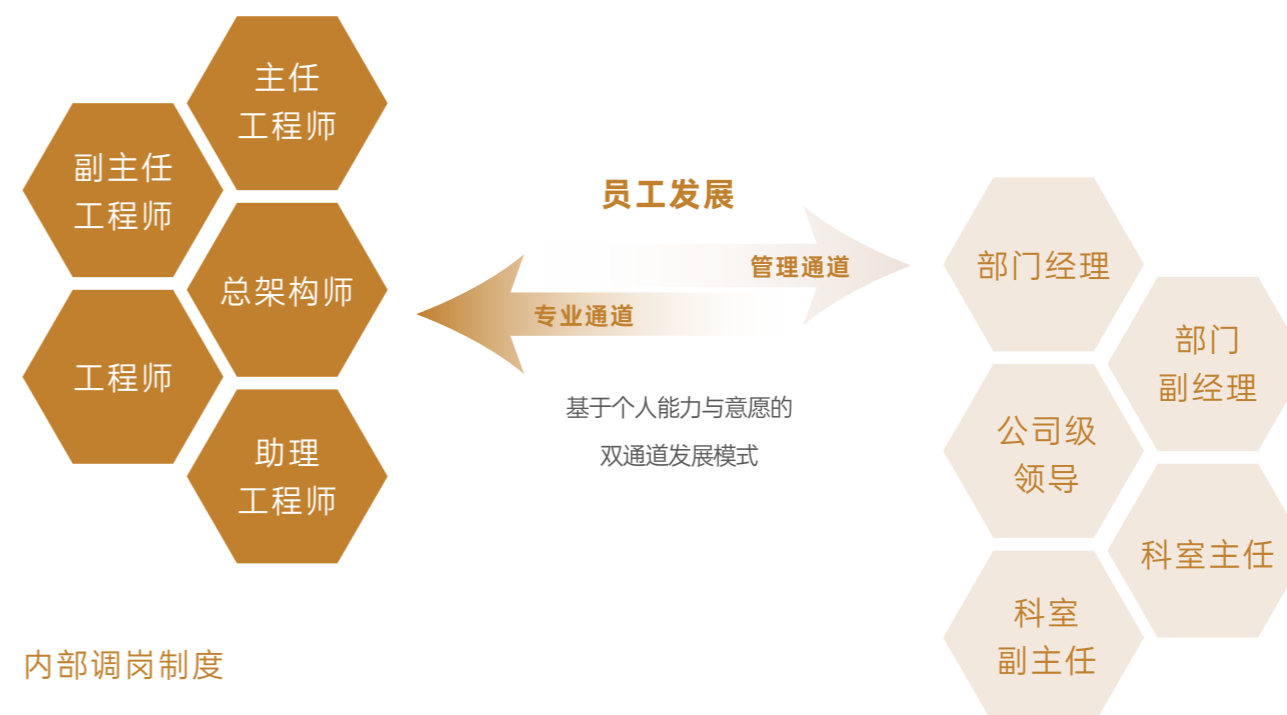 主任
工程师
副主任
工程师
总架构师
工程师
助理
工程师
员工发展
管理通道
专业通道
基于个人能力与意愿的
双通道发展模式
部门经理
部门
副经理
公司级
领导
科室主任
科室
副主任
内部调岗制度